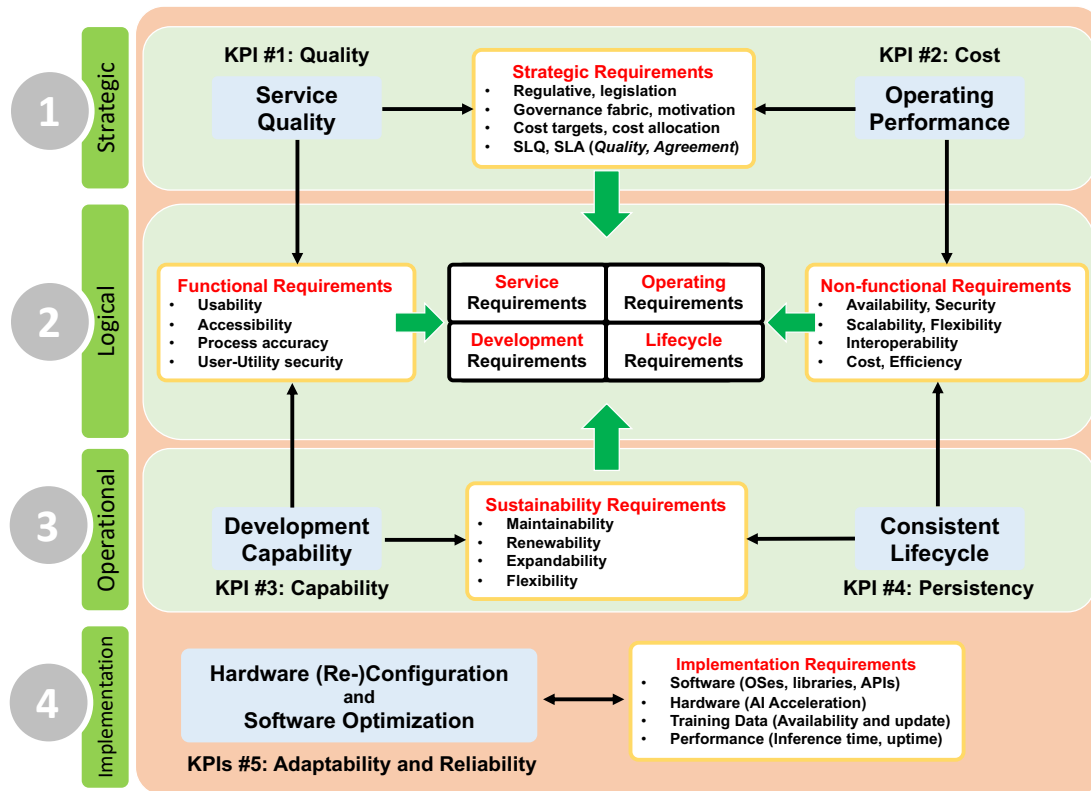 1
Strategic
KPI #1: Quality
Service
Quality
Strategic Requirements
• Regulative, legislation
• Governance fabric, motivation
• Cost targets, cost allocation
• SLQ, SLA (Quality, Agreement)
KPI #2: Cost
Operating
Performance
2
Logical
Functional Requirements
• Usability
• Accessibility
• Process accuracy
• User-Utility security
Service
Requirements
Operating
Requirements
Development
Requirements
Lifecycle
Requirements
Non-functional Requirements
• Availability, Security
• Scalability, Flexibility
• Interoperability
• Cost, Efficiency
3
Operational
Development
Capability
KPI #3: Capability
Sustainability Requirements
• Maintainability
• Renewability
• Expandability
• Flexibility
Consistent
Lifecycle
KPI #4: Persistency
4
Implementation
Hardware (Re-)Configuration
and
Software Optimization
KPIs #5: Adaptability and Reliability
Implementation Requirements
• Software (OSes, libraries, APIs)
• Hardware (AI Acceleration)
• Training Data (Availability and update)
• Performance (Inference time, uptime)